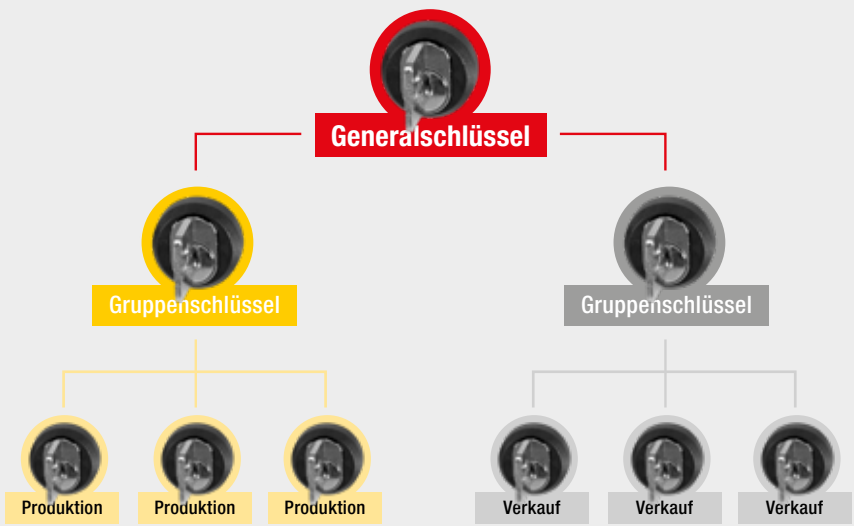 Generalschlüssel
Gruppenschlüssel
Gruppenschlüssel
Produktion
Produktion
Produktion
Verkauf
Verkauf
Verkauf